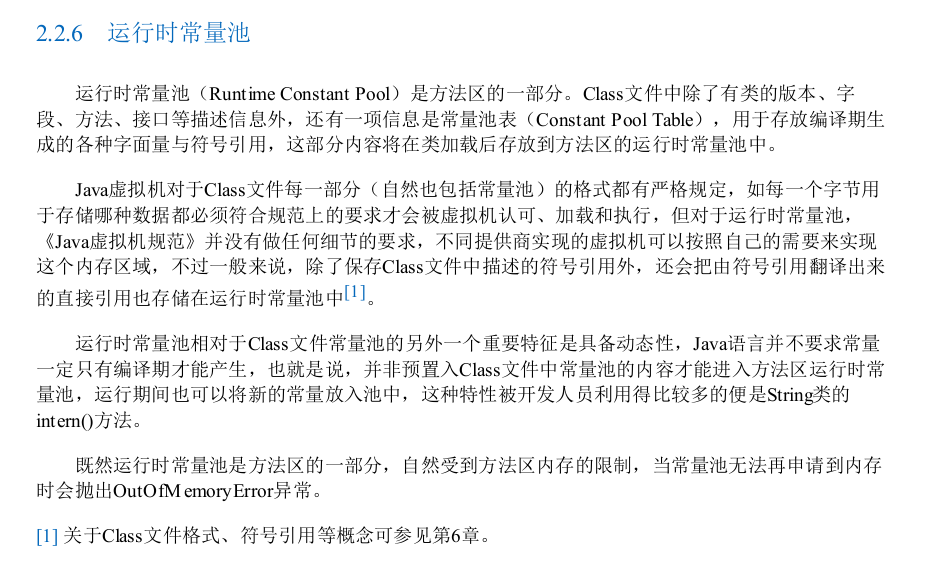 2.2.6 运行时常量池
运行时常量池（Runtime Constant Pool）是方法区的一部分。Class文件中除了有类的版本、字
段、方法、接口等描述信息外，还有一项信息是常量池表（Constant Pool Table），用于存放编译期生
成的各种字面量与符号引用，这部分内容将在类加载后存放到方法区的运行时常量池中。
Java虚拟机对于Class文件每一部分（自然也包括常量池）的格式都有严格规定，如每一个字节用
于存储哪种数据都必须符合规范上的要求才会被虚拟机认可、加载和执行，但对于运行时常量池，
《Java虚拟机规范》并没有做任何细节的要求，不同提供商实现的虚拟机可以按照自己的需要来实现
这个内存区域，不过一般来说，除了保存Class文件中描述的符号引用外，还会把由符号引用翻译出来
的直接引用也存储在运行时常量池中[1]。
运行时常量池相对于Class文件常量池的另外一个重要特征是具备动态性，Java语言并不要求常量
一定只有编译期才能产生，也就是说，并非预置入Class文件中常量池的内容才能进入方法区运行时常
量池，运行期间也可以将新的常量放入池中，这种特性被开发人员利用得比较多的便是String类的
intern()方法。
既然运行时常量池是方法区的一部分，自然受到方法区内存的限制，当常量池无法再申请到内存
时会抛出OutOfMemoryError异常。
[1] 关于Class文件格式、符号引用等概念可参见第6章。